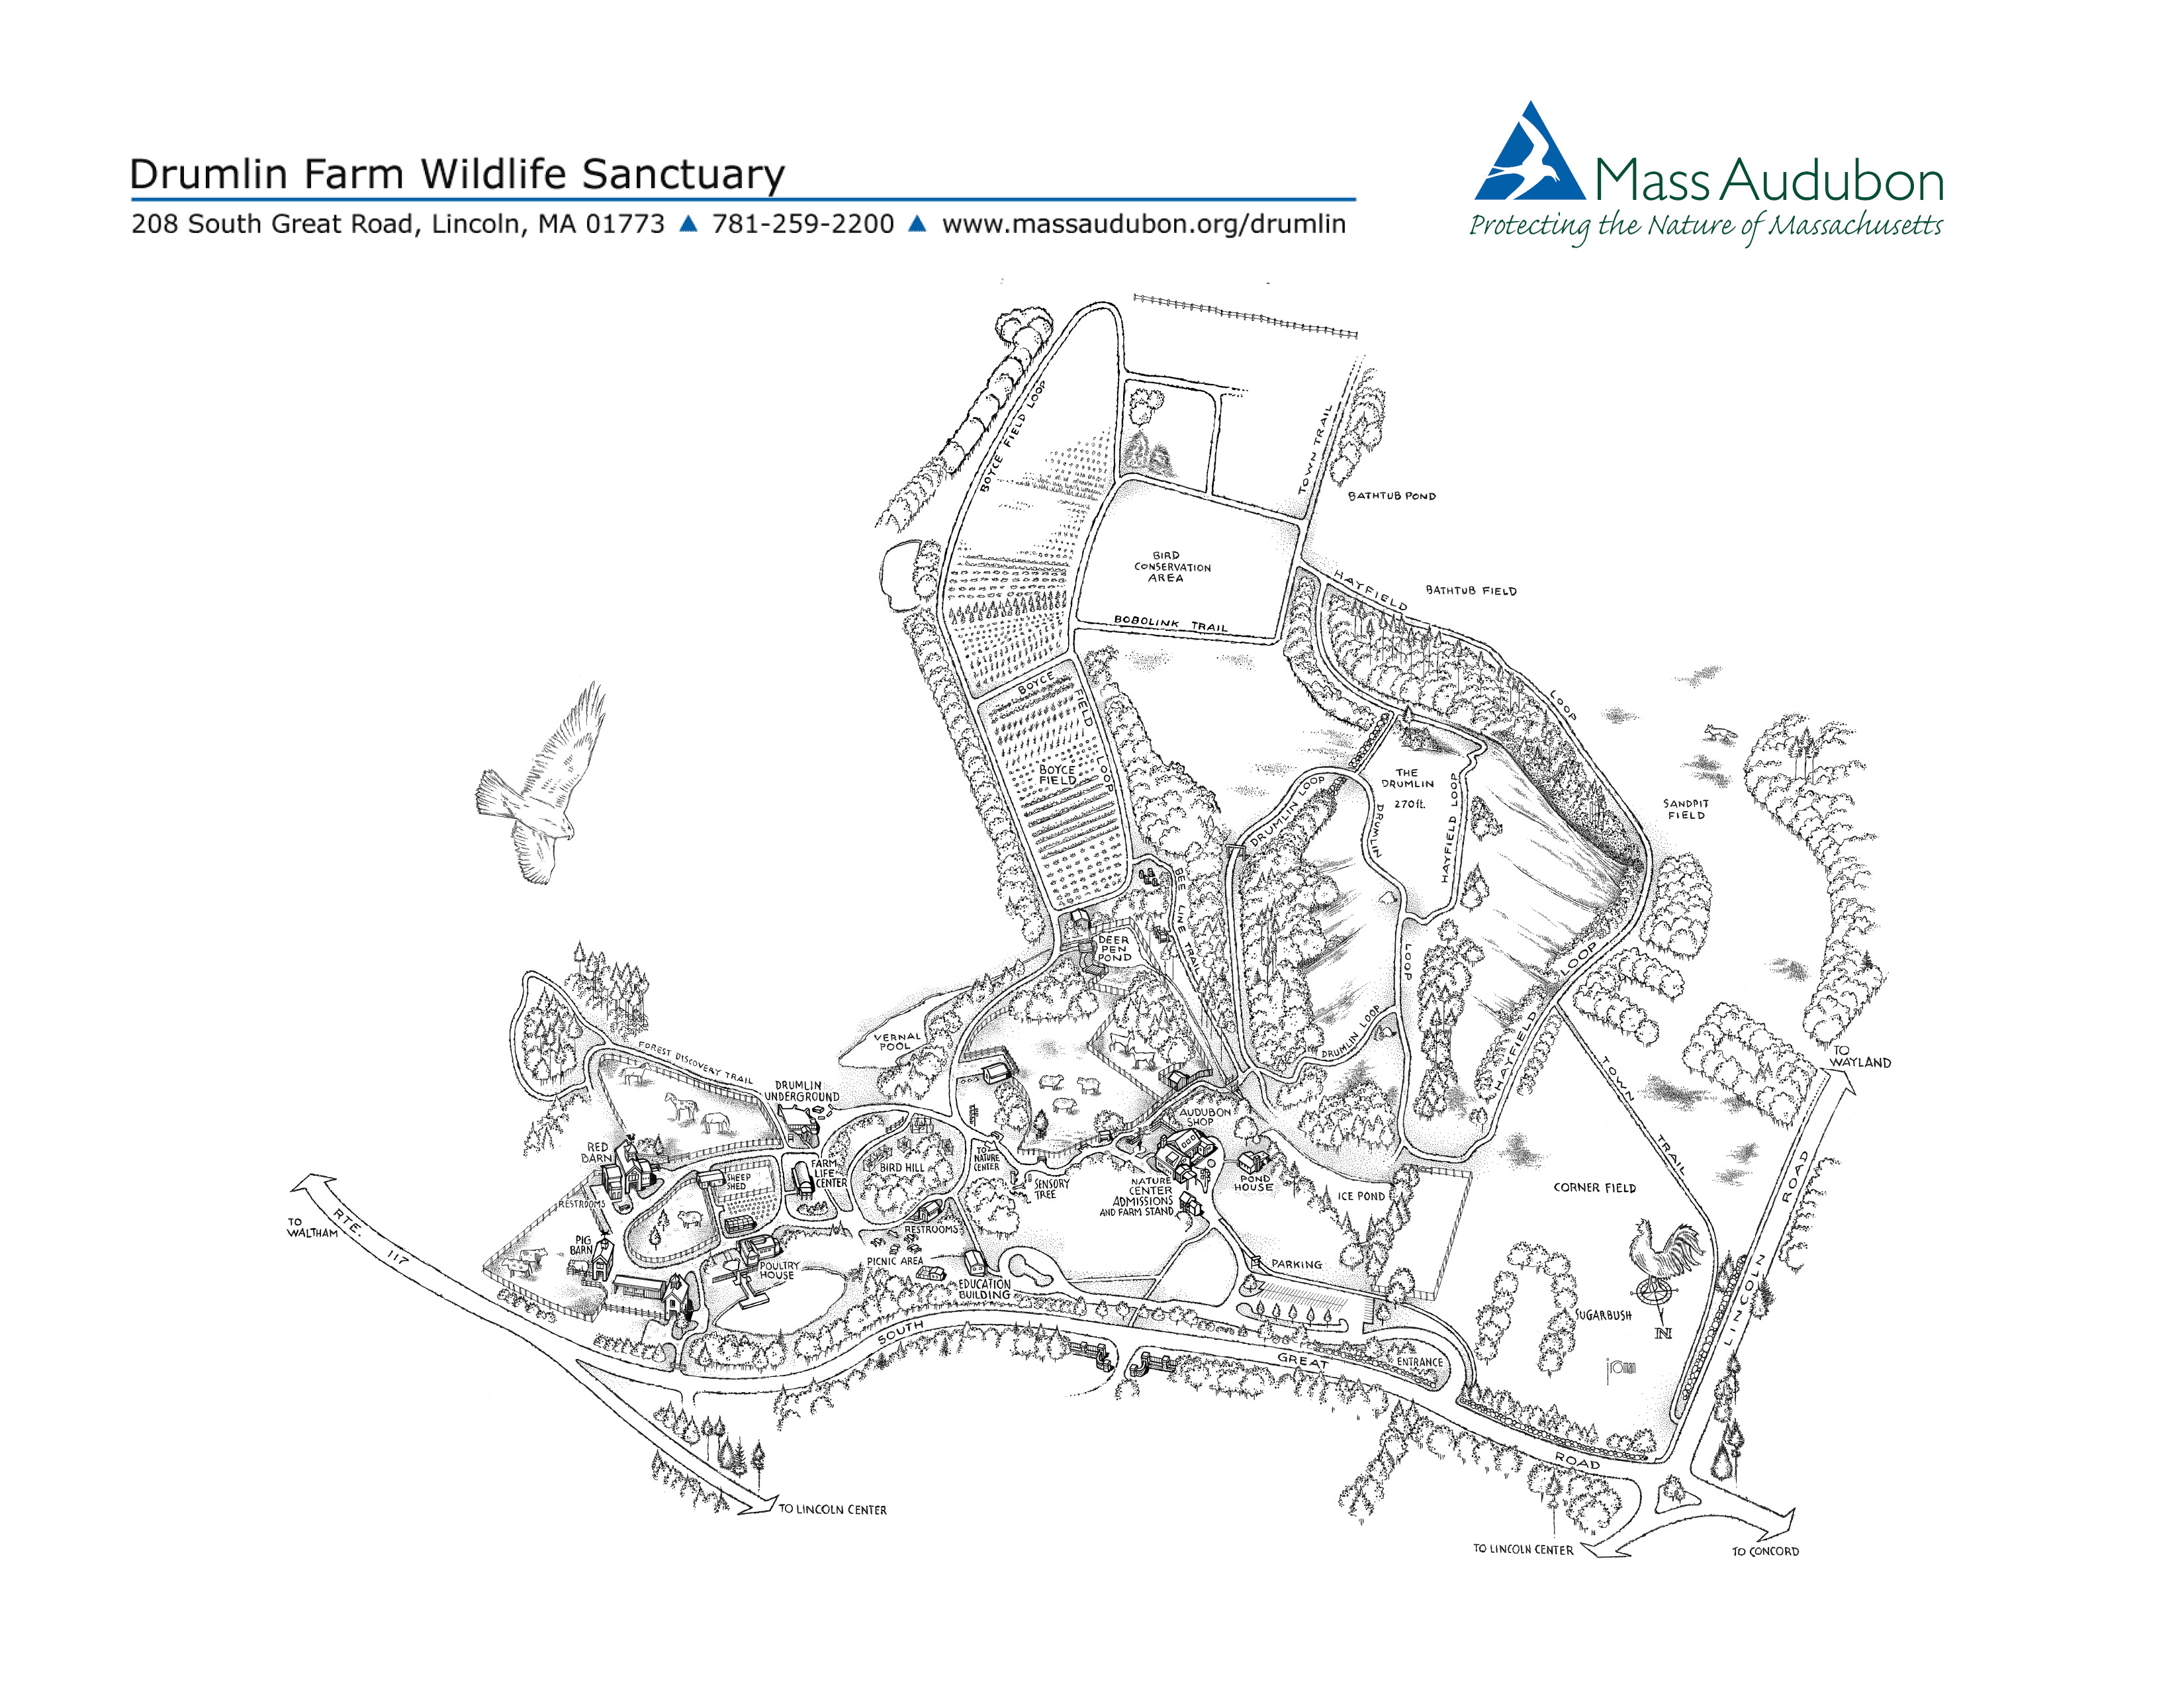 Drumlin Farm Wildlife Sanctuary
208 South Great Road, Lincoln, MA 01773 ▲ 781-259-2200 ▲ www.massaudubon.org/drumlin
Mass Audubon
Protecting the Nature of Massachusetts
BOYCE FIELD LOOP
TOWN TRAIL
BATHTUB POND
BIRD
CONSERVATION
AREA
HAYFIELD LOOP
BATHTUB FIELD
BOBOLINK TRAIL
BOYCE FIELD LOOP
BOYCE
FIELD
THE
DRUMLIN
270ft.
DRUMLIN LOOP
DRUMLIN LOOP
HAYFIELD LOOP
SANDPIT
FIELD
BEE LINE TRAIL
DEER
PEN
POND
HAYFIELD LOOP
VERNAL
POOL
FOREST DISCOVERY TRAIL
DRUMLIN LOOP
TOWN TRAIL
TO
WAYLAND
DRUMLIN
UNDERGROUND
AUDUBON
SHOP
RED
BARN
SHEEP
SHED
FARM
LIFE
CENTER
BIRD HILL
TO
NATURE
CENTER
SENSORY
TREE
NATURE
CENTER
ADMISSIONS
AND FARM STAND
POND
HOUSE
ICE POND
CORNER FIELD
RESTROOMS
RESTROOMS
TO
WALTHAM
RTE. 117
PIG
BARN
POULTRY
HOUSE
PICNIC AREA
EDUCATION
BUILDING
PARKING
SUGARBUSH
N
LINCOLN ROAD
SOUTH GREAT ROAD
ENTRANCE
TO LINCOLN CENTER
TO LINCOLN CENTER
TO CONCORD